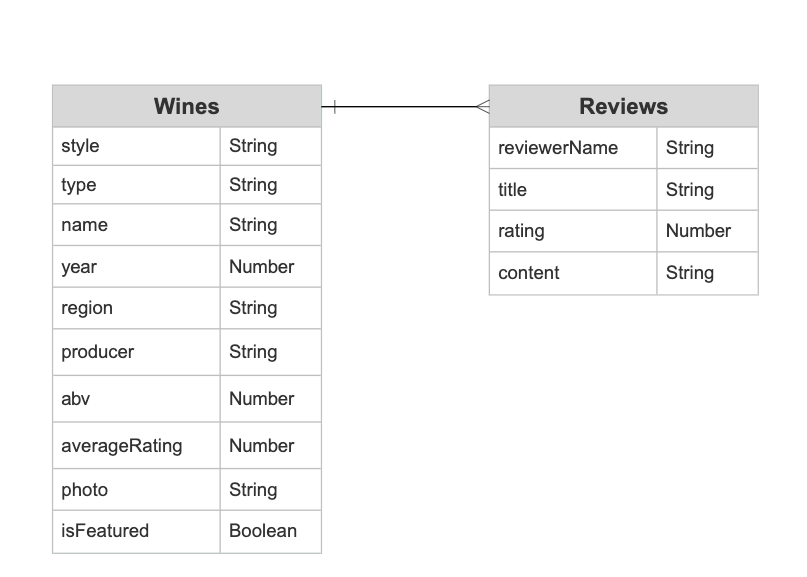 Wines
style String
type String
name String
year Number
region String
producer String
abv Number
averageRating Number
photo String
isFeatured Boolean
Reviews
reviewerName String
title String
rating Number
content String